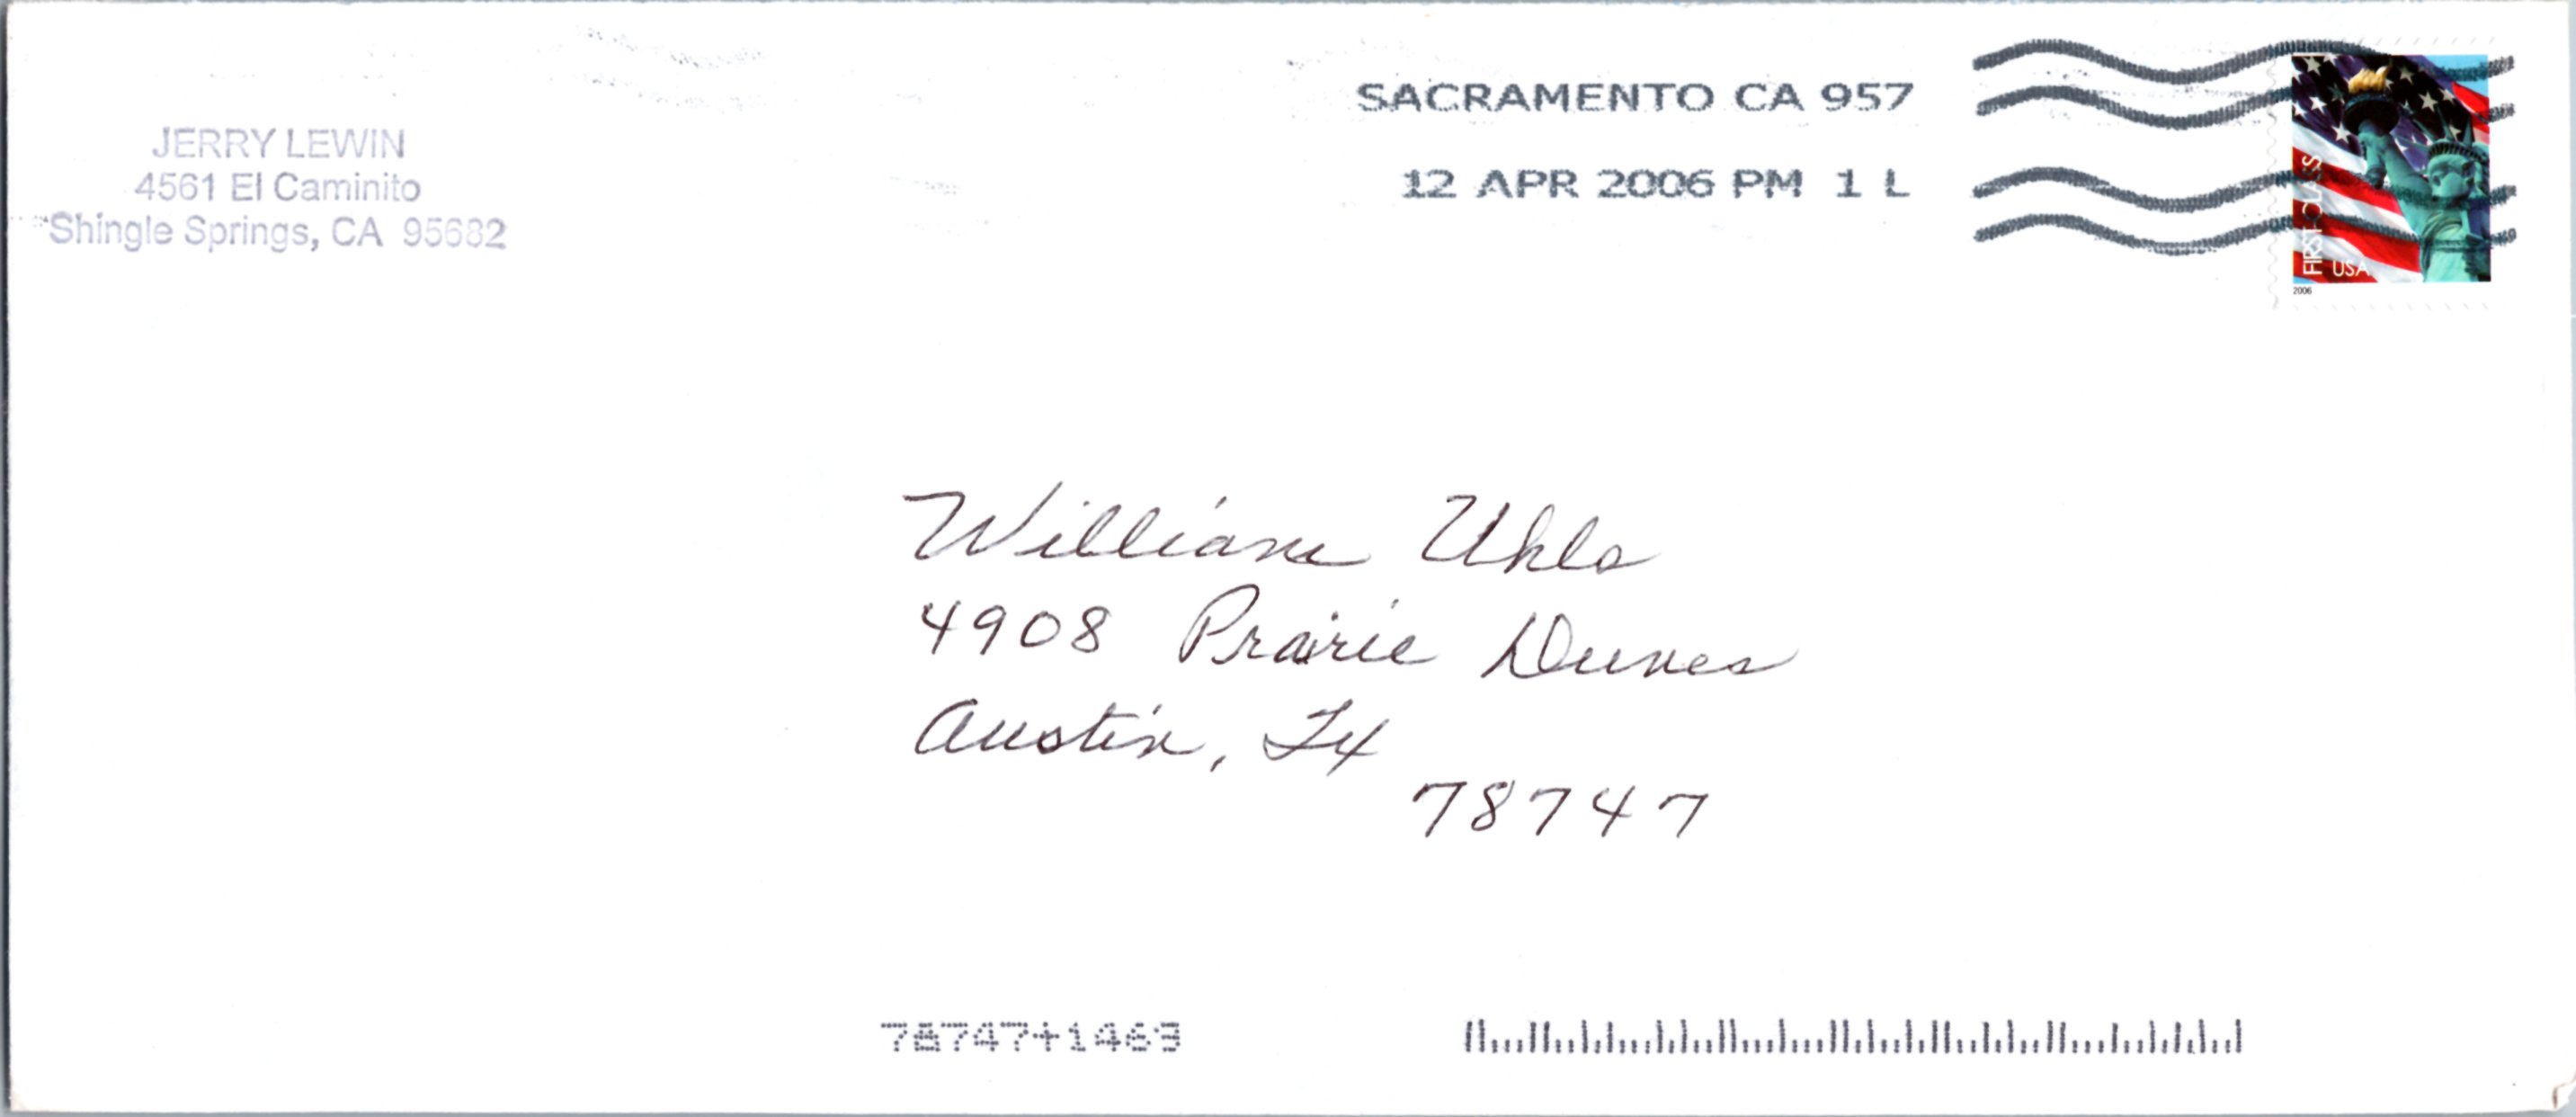 JERRY LEWIN
4561 El Caminito
Shingle Springs, CA 95682
SACRAMENTO CA 957
12 APR 2006 PM 1 L
FIRST-CLASS
USA
2006
William Uhls
4908 Prairie Dunes
Austin, Tx
78747
78747+1463